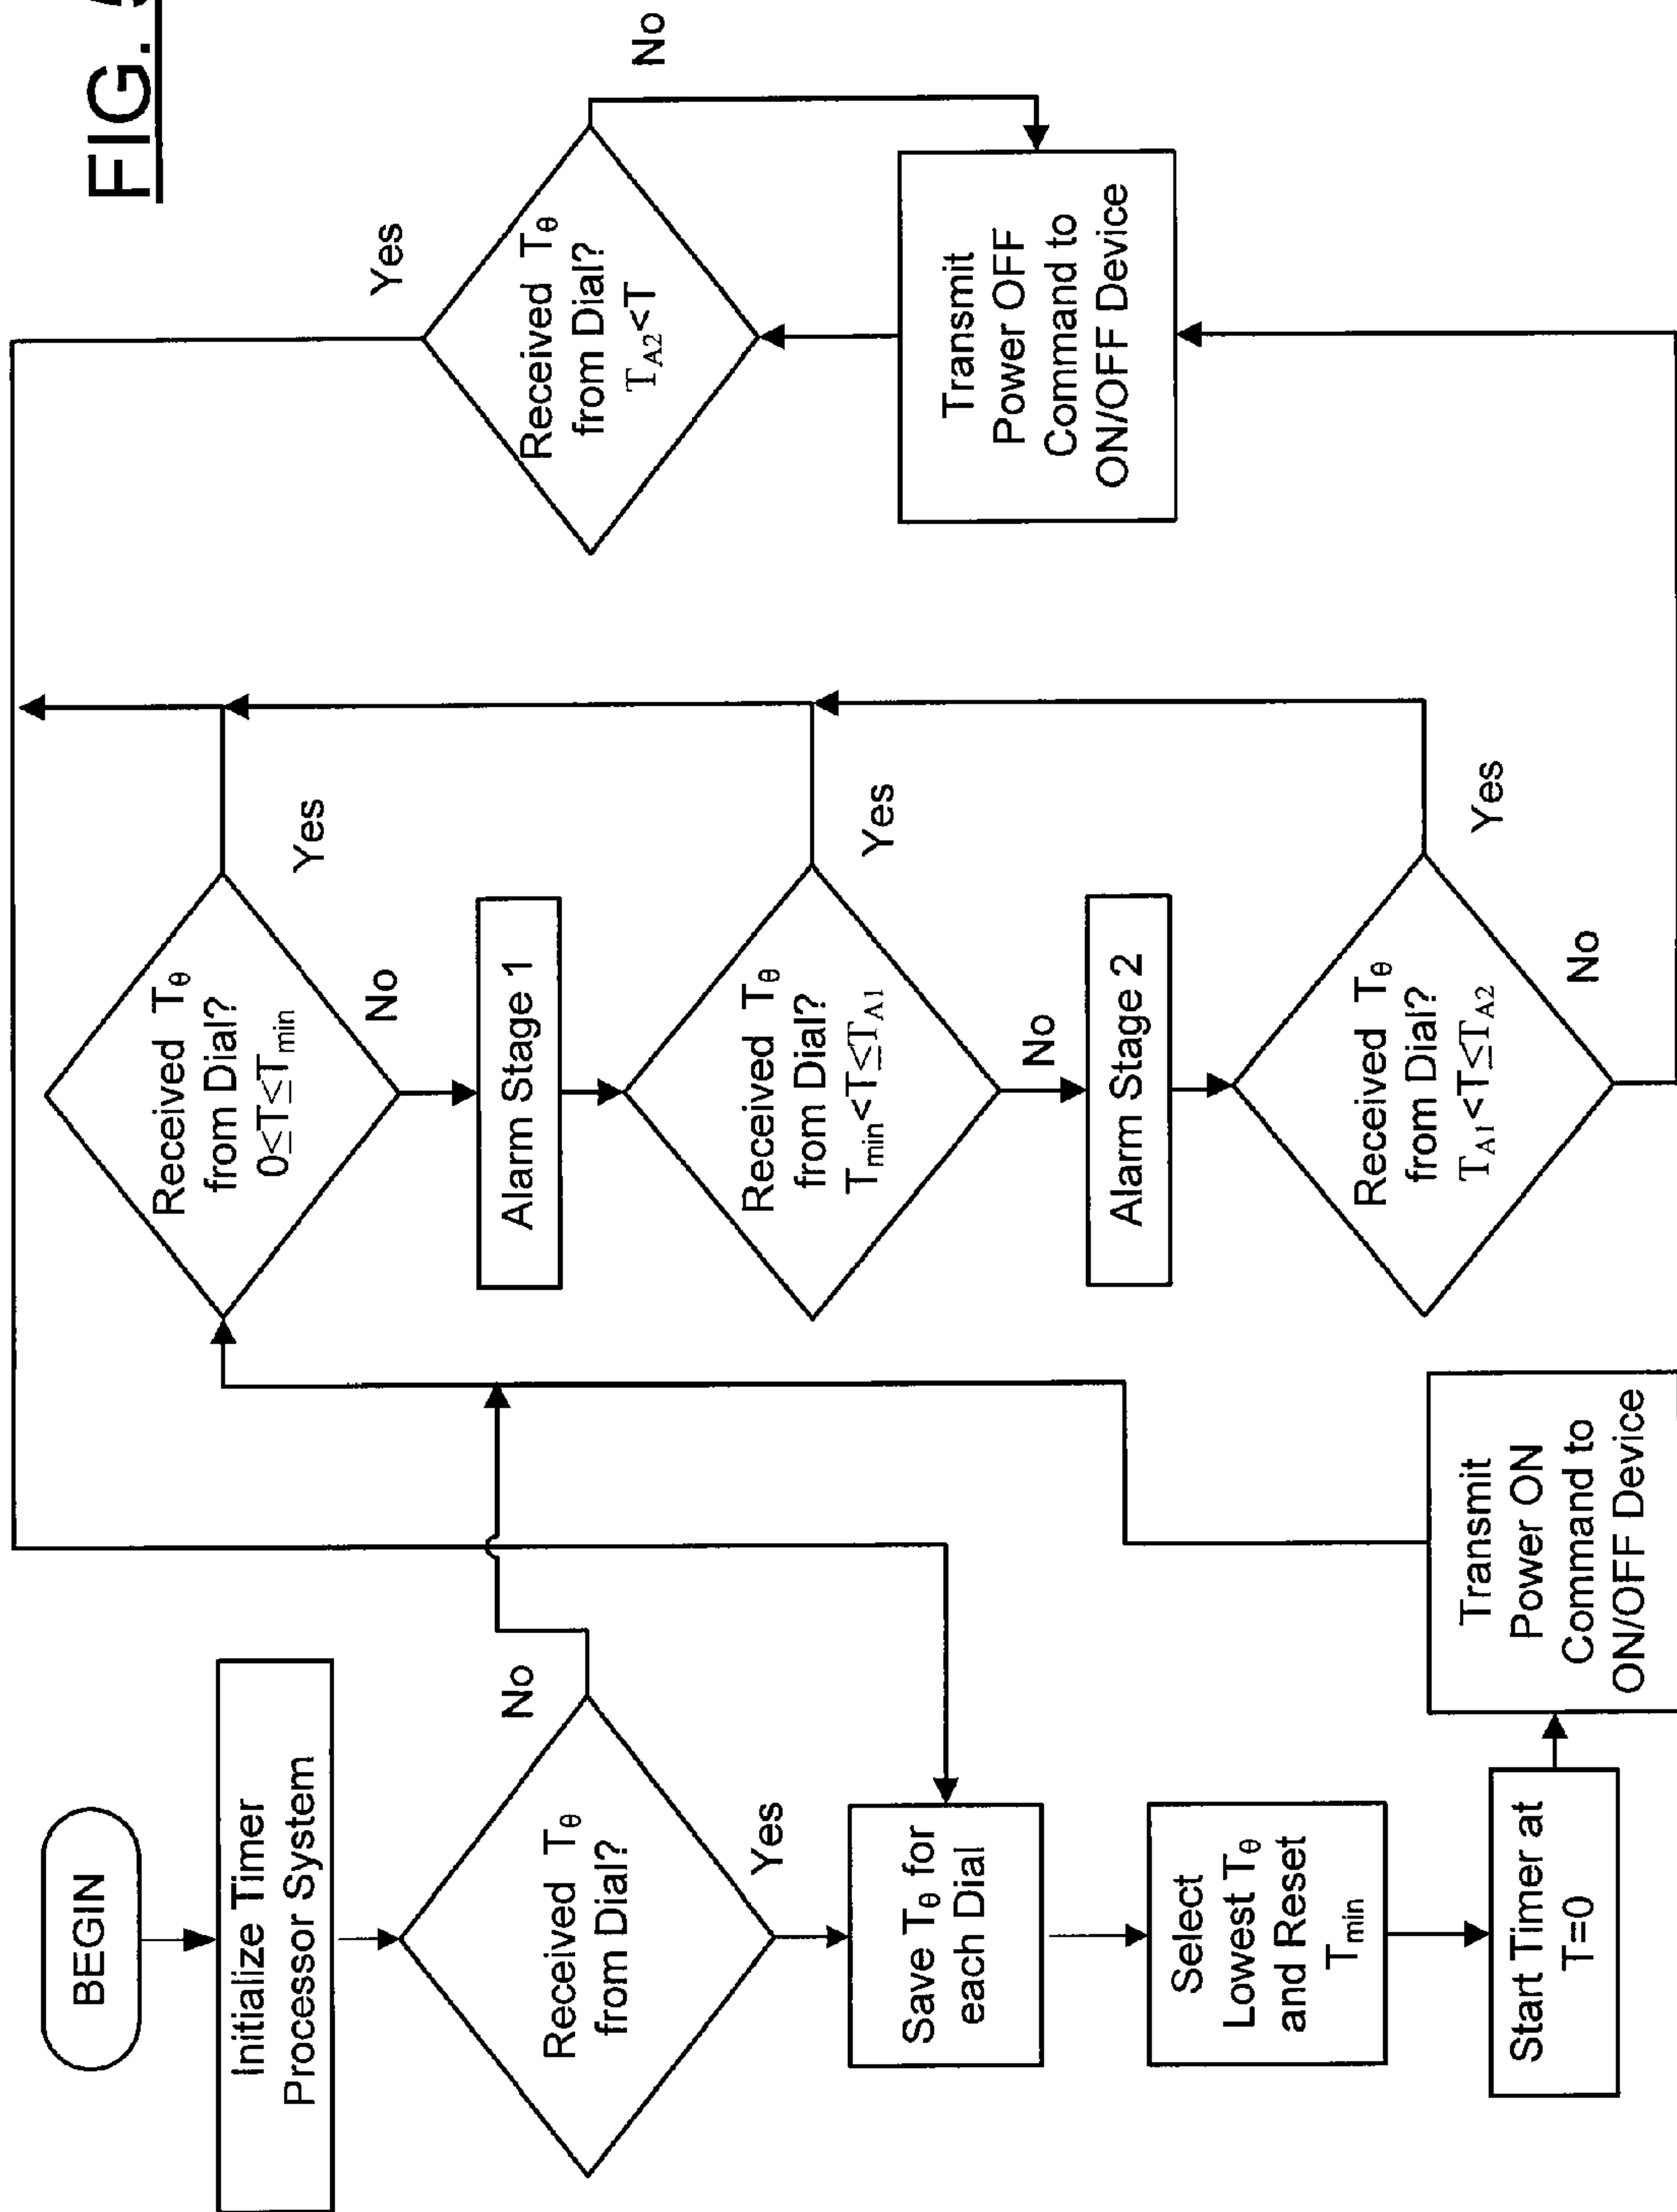 FIG.
BEGIN
Initialize Timer
Processor System
Received Tθ
from Dial?
No
Yes
Save Tθ for
each Dial
Select
Lowest Tθ
and Reset
Tmin
Start Timer at
T=0
Transmit
Power ON
Command to
ON/OFF Device
Received Tθ
from Dial?
0≤T≤Tmin
Yes
No
Alarm Stage 1
Received Tθ
from Dial?
Tmin<T≤TA1
Yes
No
Alarm Stage 2
Received Tθ
from Dial?
TA1<T≤TA2
Yes
No
Received Tθ
from Dial?
TA2<T
Yes
No
Transmit
Power OFF
Command to
ON/OFF Device